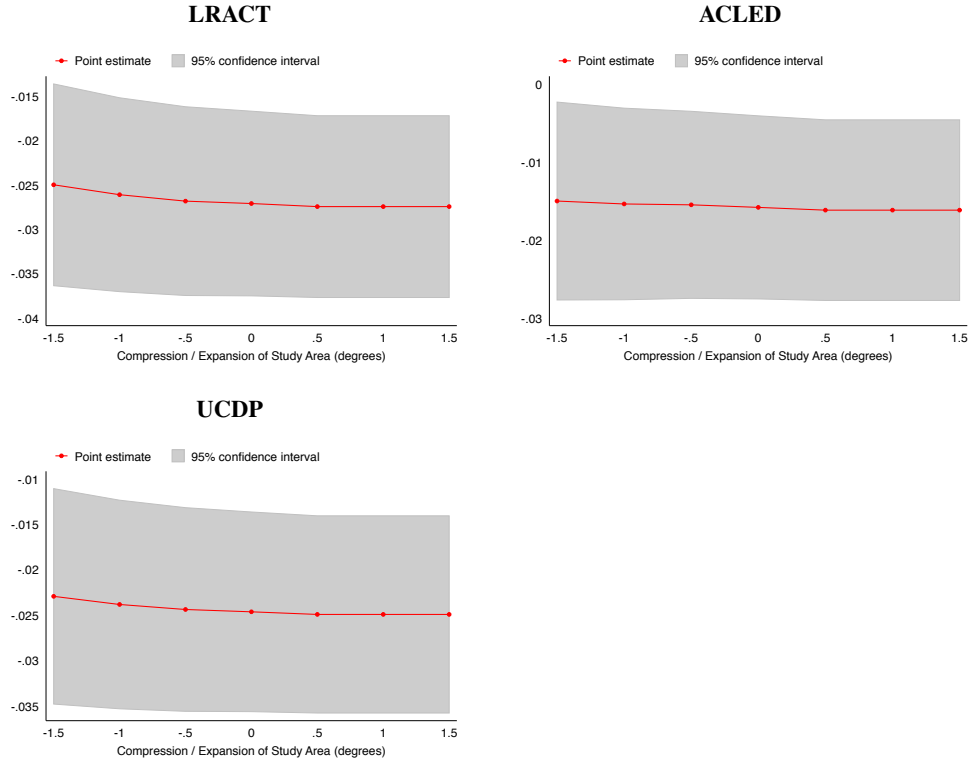 LRACT
Point estimate 95% confidence interval
-.015
-.02
-.025
-.03
-.035
-.04
-1.5 -1 -.5 0 .5 1 1.5
Compression / Expansion of Study Area (degrees)
ACLED
Point estimate 95% confidence interval
0
-.01
-.02
-.03
-1.5 -1 -.5 0 .5 1 1.5
Compression / Expansion of Study Area (degrees)
UCDP
Point estimate 95% confidence interval
-.01
-.015
-.02
-.025
-.03
-.035
-1.5 -1 -.5 0 .5 1 1.5
Compression / Expansion of Study Area (degrees)